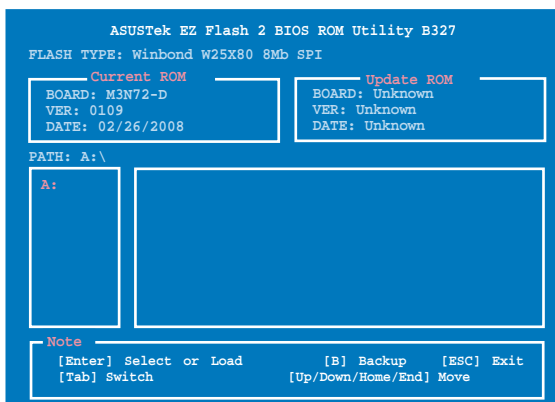 ASUSTek EZ Flash 2 BIOS ROM Utility B327
FLASH TYPE: Winbond W25X80 8Mb SPI
Current ROM
BOARD: M3N72-D
VER: 0109
DATE: 02/26/2008
Update ROM
BOARD: Unknown
VER: Unknown
DATE: Unknown
PATH: A:\
A:
Note
[Enter] Select or Load [B] Backup [ESC] Exit
[Tab] Switch [Up/Down/Home/End] Move